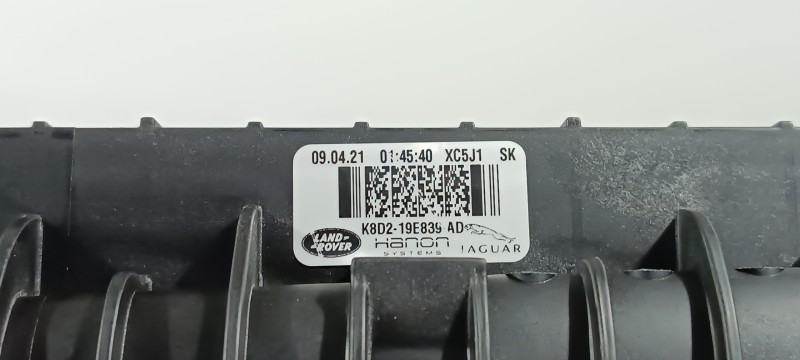 09.04.21 01:45:40 XC5J1 SK
K8D2-19E839 AD
LAND-ROVER
Hanon
SYSTEMS
JAGUAR